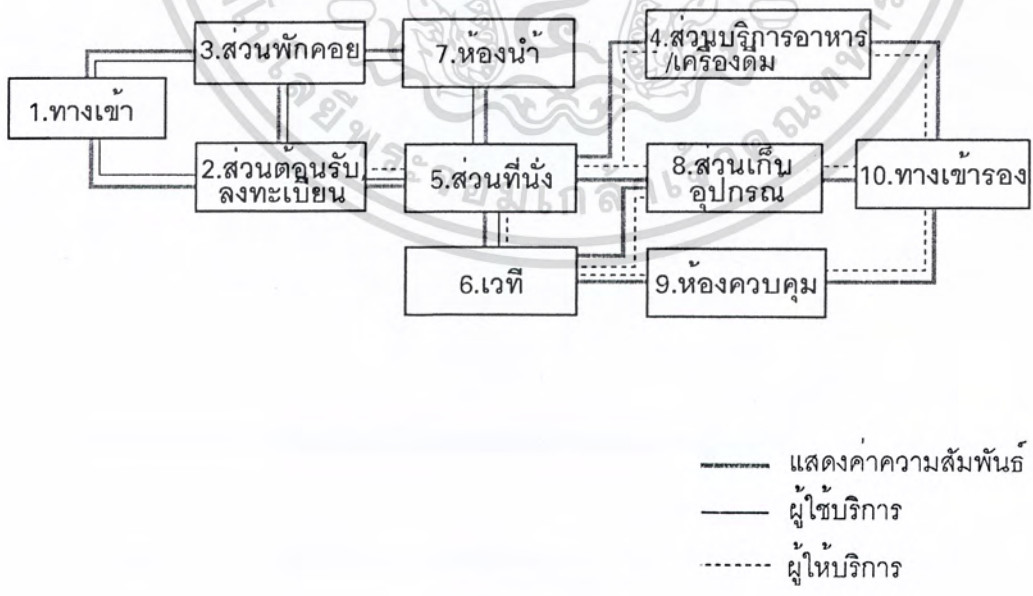 3.ส่วนพักคอย
7.ห้องนำ้
4.ส่วนบริการอาหาร
/เครื่องดื่ม
1.ทางเข้า
2.ส่วนต้อนรับ
ลงทะเบียน
5.ส่วนที่นั่ง
8.ส่วนเก็บ
อุปกรณ
10.ทางเข้ารอง
6.เวที
9.ห้องควบคุม
แสดงค่าความสัมพันธ์
ผู้ใช้บริการ
ผู้ให้บริการ